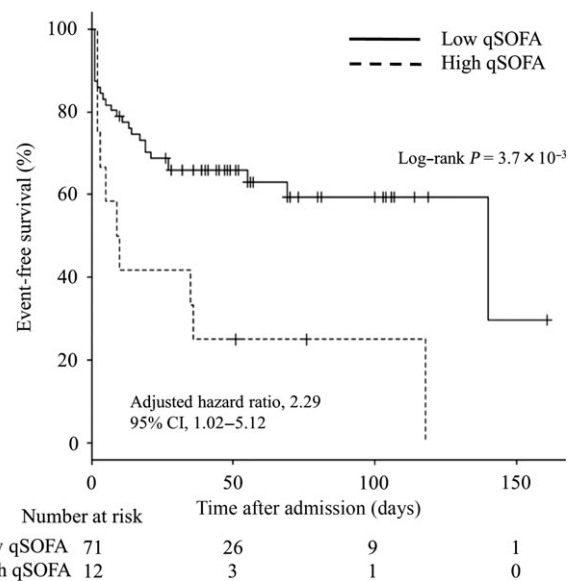 100
80
60
40
20
0
Event-free survival (%)
Low qSOFA
High qSOFA
Log-rank P = 3.7 × 10-3
Adjusted hazard ratio, 2.29
95% CI, 1.02–5.12
0 50 100 150
Time after admission (days)
Number at risk
qSOFA 71 26 9 1
qSOFA 12 3 1 0